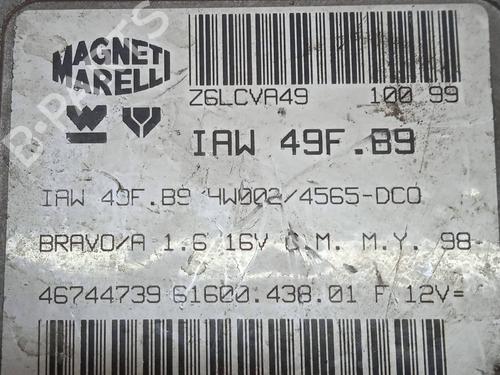 MAGNETI
MARELLI
Z6LCVA49 100 99
IAW 49F.B9
IAW 49F.B9/4W002/4565-DCO
BRAVO/A 1.6 16V C.M. M.Y. 98-
46744739 61600.438.01 F 12V=
B-PARTS